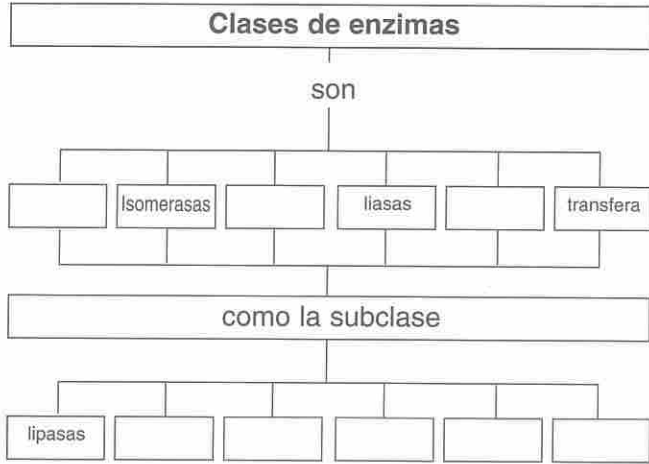 Clases de enzimas
son
Isomerasas
liasas
transfera
como la subclase
lipasas